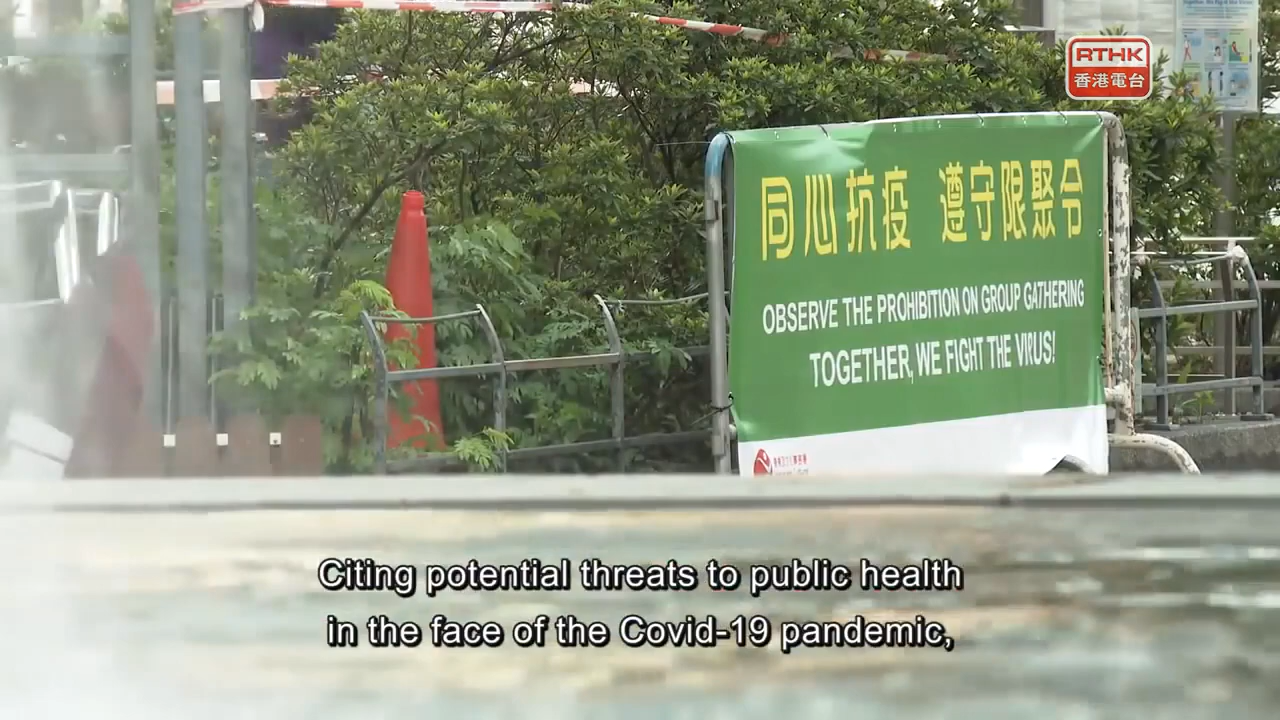 RTHK
香港電台
同心抗疫 遵守限聚令
OBSERVE THE PROHIBITION ON GROUP GATHERING
TOGETHER, WE FIGHT THE VIRUS!
Citing potential threats to public health
in the face of the Covid-19 pandemic,